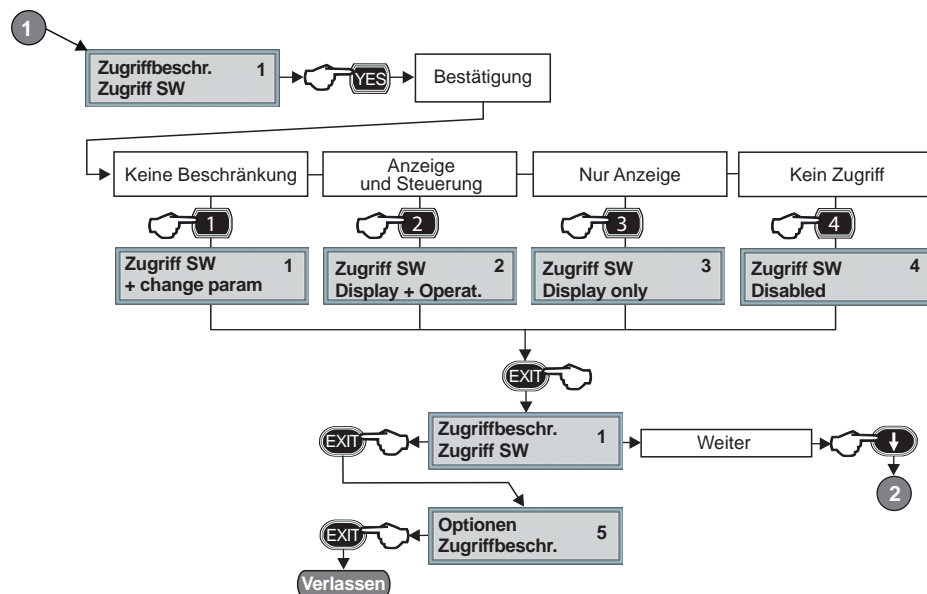 1
Zugriffbeschr. 1
Zugriff SW
YES
Bestätigung
Keine Beschränkung
Anzeige
und Steuerung
Nur Anzeige
Kein Zugriff
1
2
3
4
Zugriff SW 1
+ change param
Zugriff SW 2
Display + Operat.
Zugriff SW 3
Display only
Zugriff SW 4
Disabled
EXIT
EXIT
Zugriffbeschr. 1
Zugriff SW
Weiter
2
EXIT
Optionen 5
Zugriffbeschr.
Verlassen